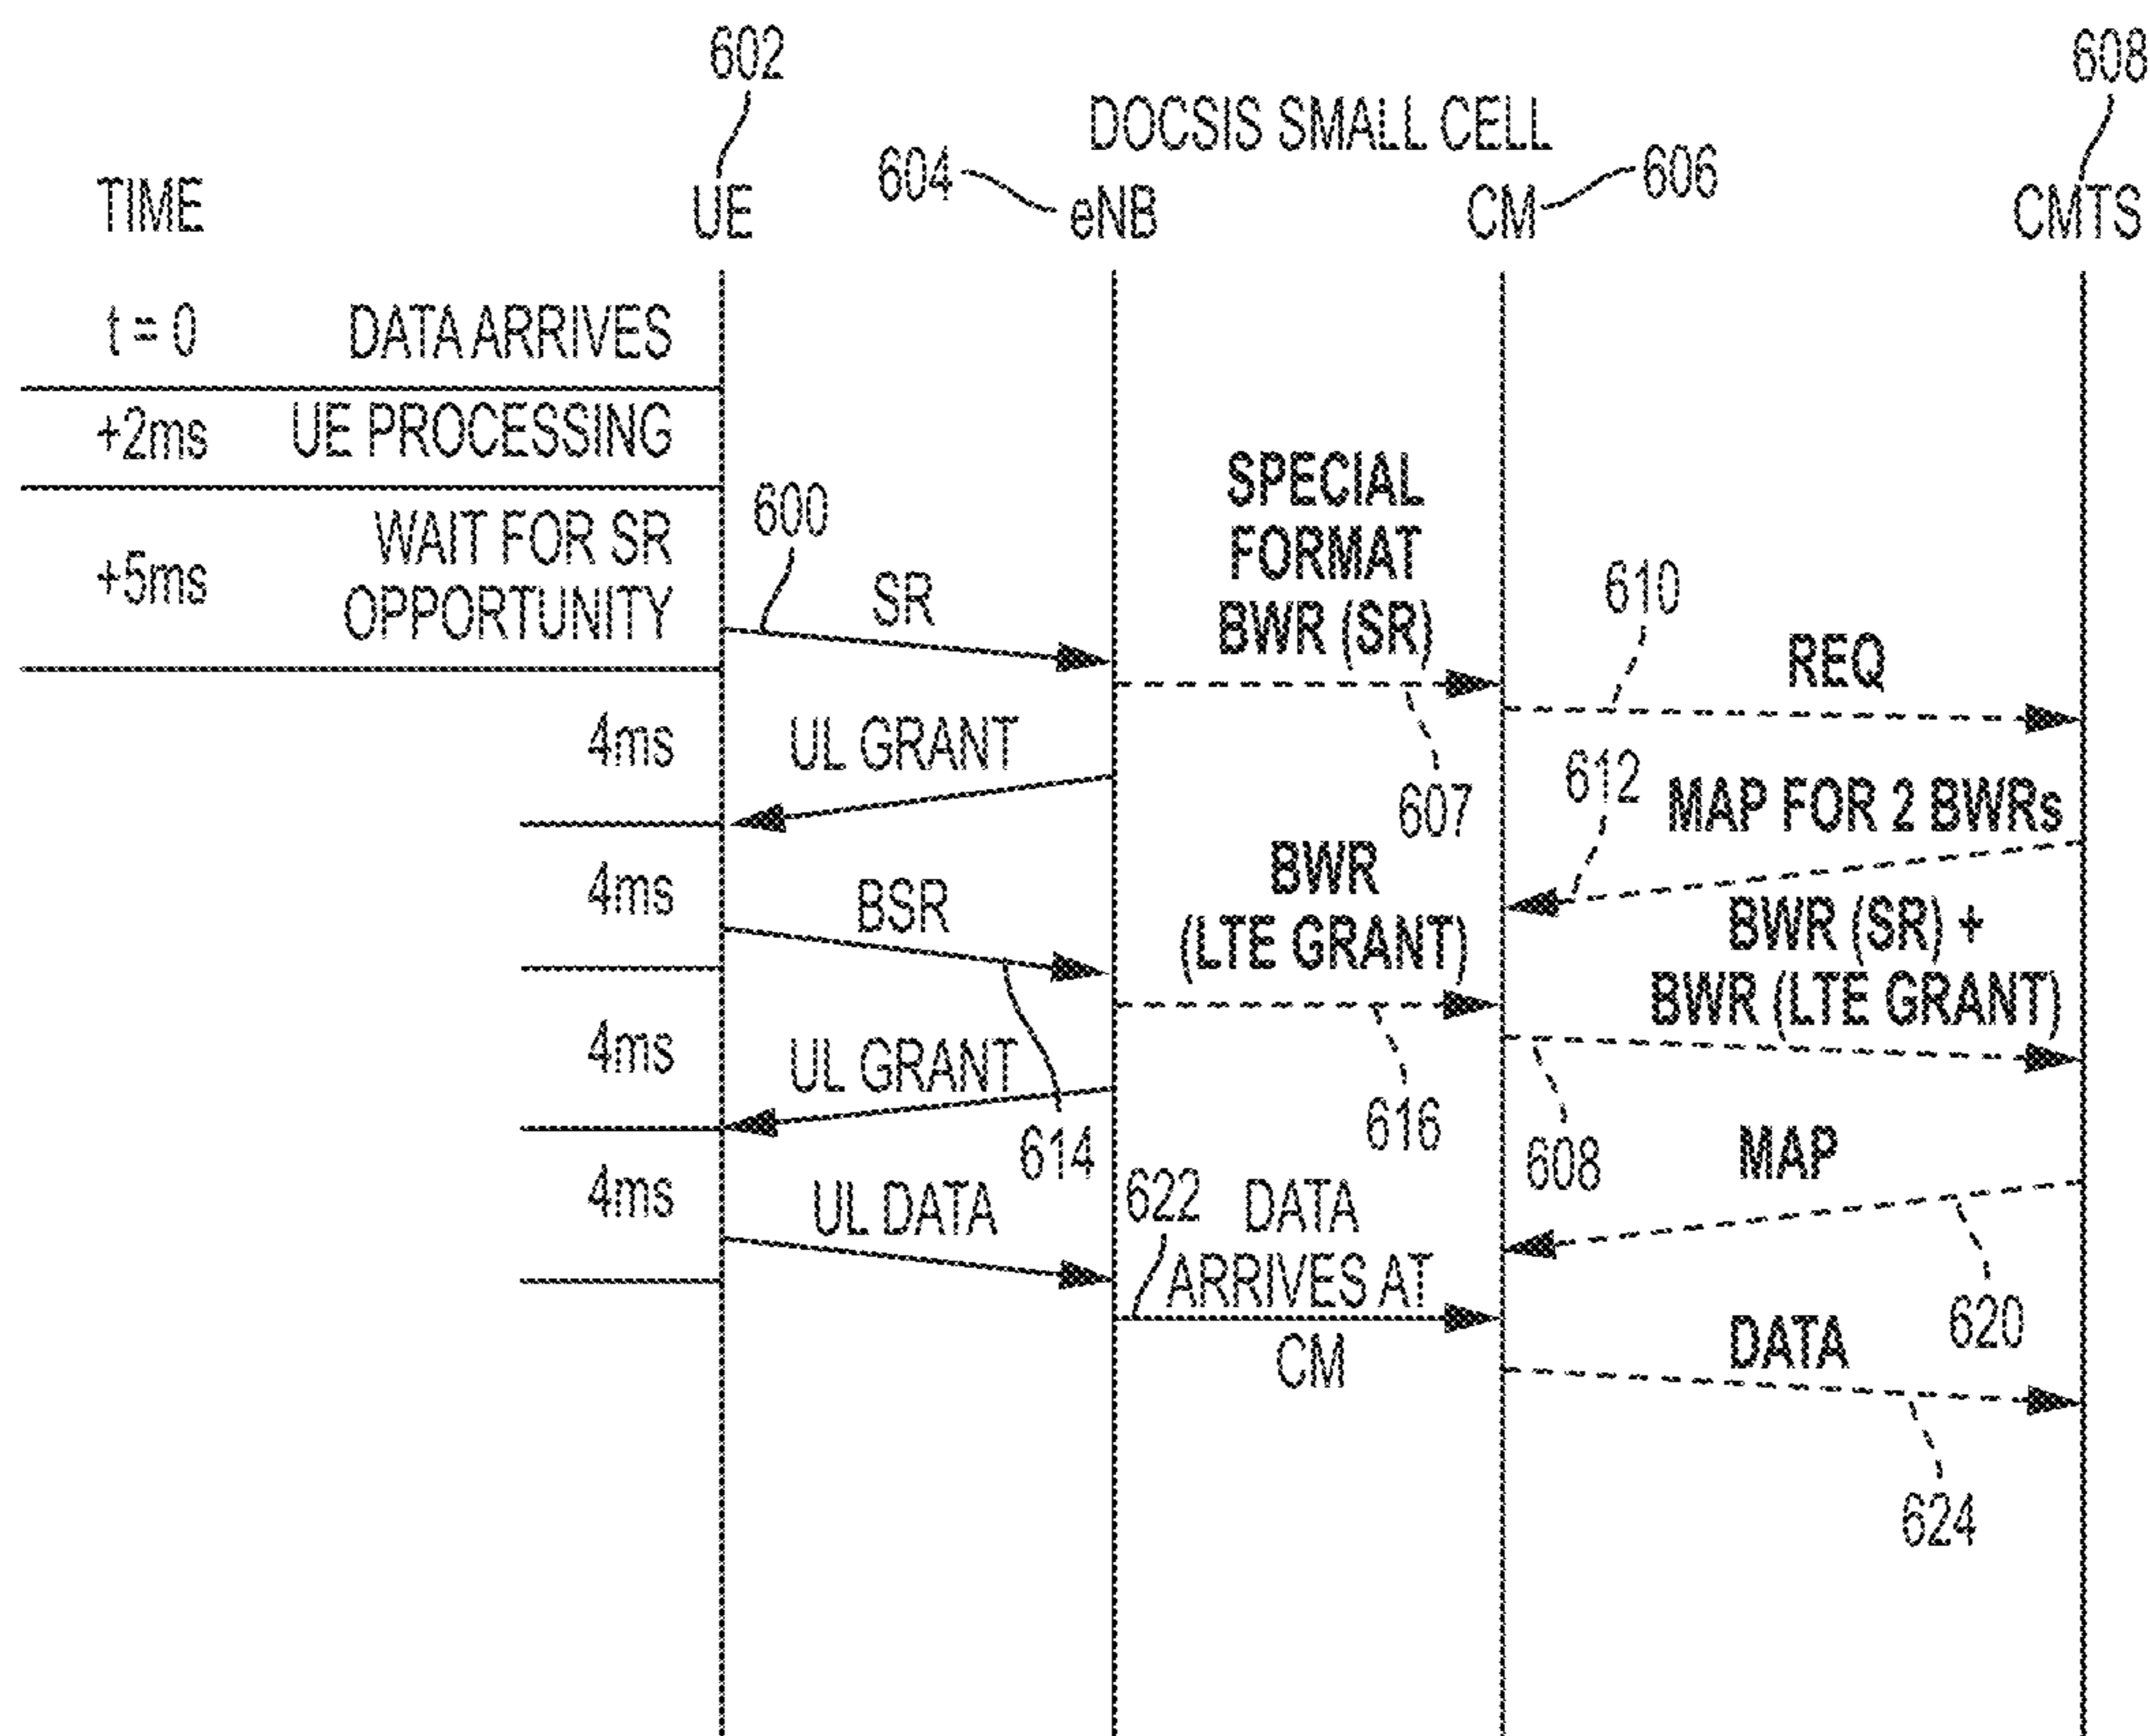 602
608
DOCSIS SMALL CELL
604
606
TIME
UE
eNB
CM
CMTS
t = 0
DATA ARRIVES
+2ms
UE PROCESSING
SPECIAL
FORMAT
BWR (SR)
600
WAIT FOR SR
OPPORTUNITY
+5ms
SR
610
REQ
4ms
UL GRANT
607
612
MAP FOR 2 BWRs
4ms
BSR
BWR
(LTE GRANT)
BWR (SR) +
BWR (LTE GRANT)
4ms
UL GRANT
614
616
608
MAP
4ms
UL DATA
622
DATA
ARRIVES AT
CM
620
DATA
624